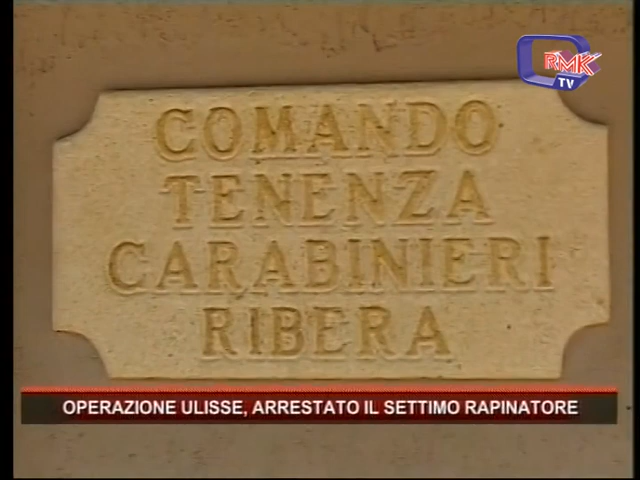 RMK
TV
COMANDO
TENENZA
CARABINIERI
RIBERA
OPERAZIONE ULISSE, ARRESTATO IL SETTIMO RAPINATORE